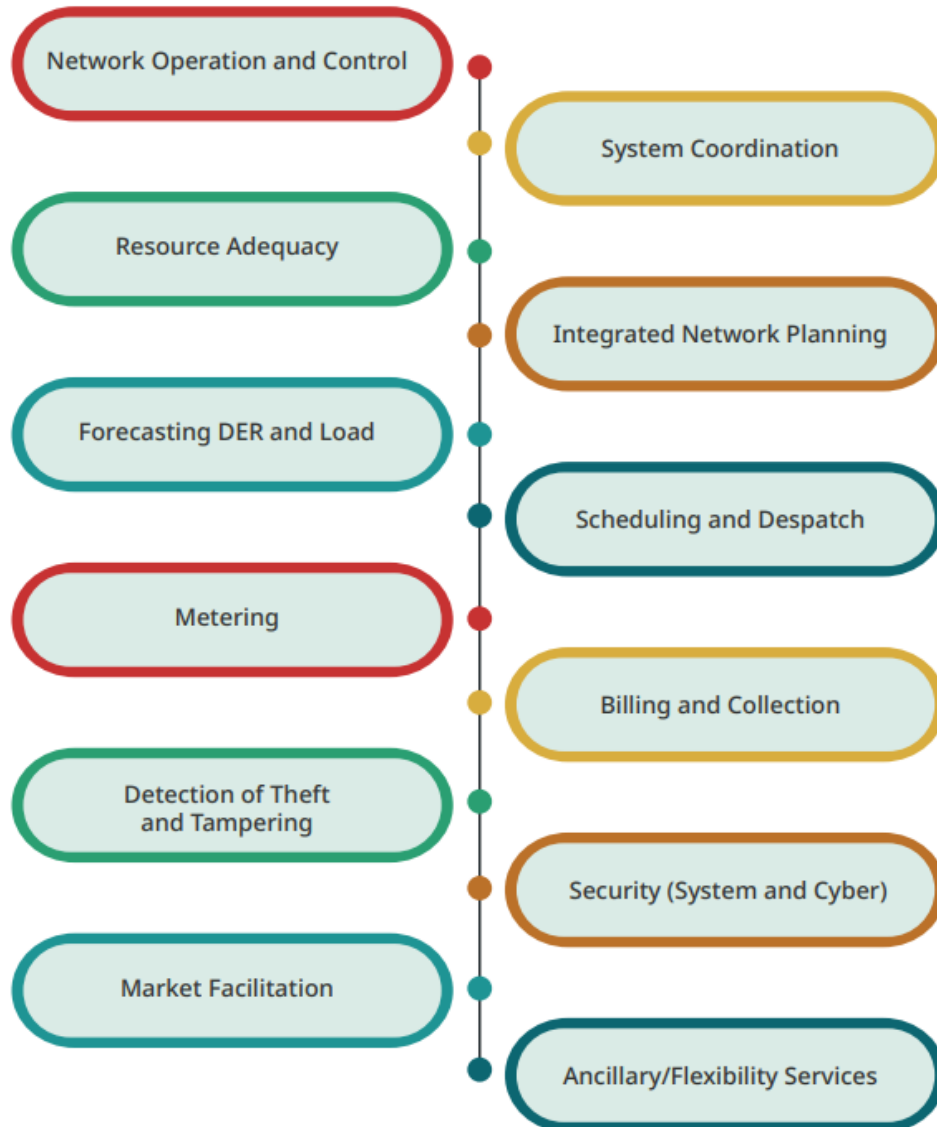 Network Operation and Control
System Coordination
Resource Adequacy
Integrated Network Planning
Forecasting DER and Load
Scheduling and Despatch
Metering
Billing and Collection
Detection of Theft
and Tampering
Security (System and Cyber)
Market Facilitation
Ancillary/Flexibility Services